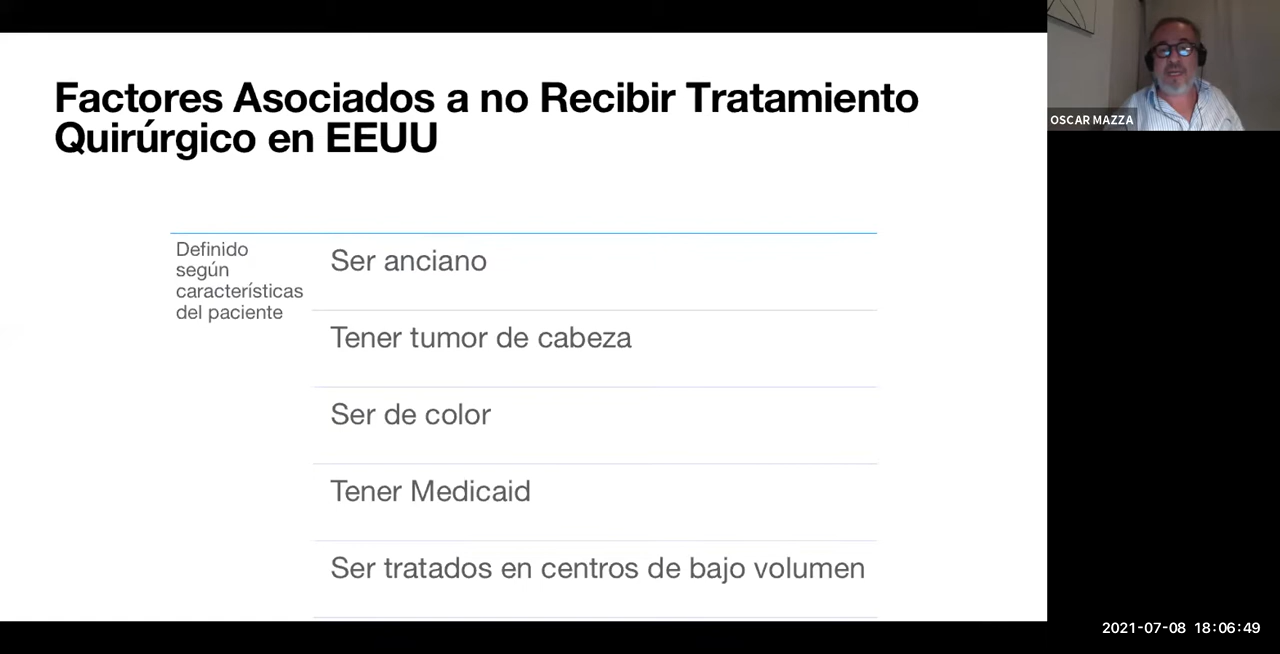 Factores Asociados a no Recibir Tratamiento
Quirúrgico en EEUU
OSCAR MAZZA
Definido
según
características
del paciente
Ser anciano
Tener tumor de cabeza
Ser de color
Tener Medicaid
Ser tratados en centros de bajo volumen
2021-07-08 18:06:49